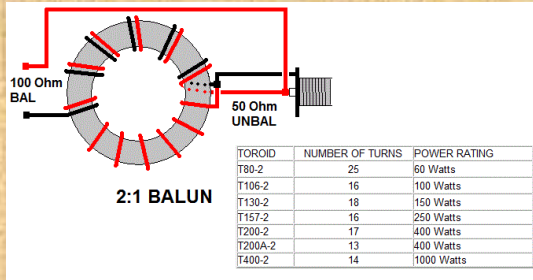 100 Ohm
BAL
50 Ohm
UNBAL
2:1 BALUN
TOROID NUMBER OF TURNS POWER RATING
T80-2 25 60 Watts
T106-2 16 100 Watts
T130-2 18 150 Watts
T157-2 16 250 Watts
T200-2 17 400 Watts
T200A-2 13 400 Watts
T400-2 14 1000 Watts